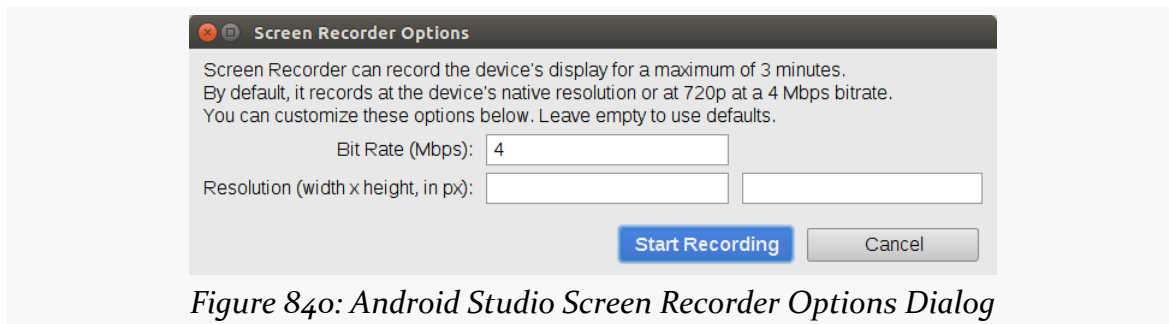 Screen Recorder Options
Screen Recorder can record the device's display for a maximum of 3 minutes.
By default, it records at the device's native resolution or at 720p at a 4 Mbps bitrate.
You can customize these options below. Leave empty to use defaults.
Bit Rate (Mbps): 4
Resolution (width x height, in px):
Start Recording Cancel
Figure 840: Android Studio Screen Recorder Options Dialog